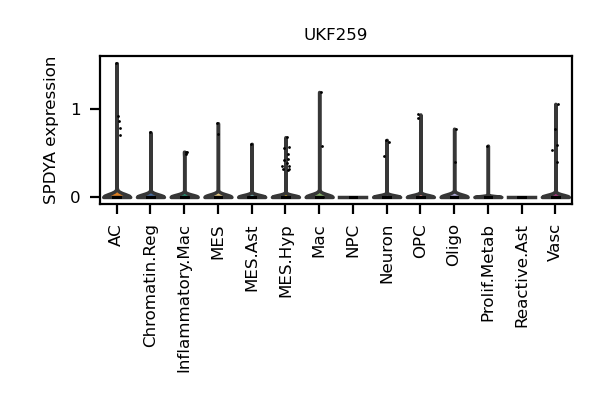 UKF259
SPDYA expression
1
0
AC
Chromatin.Reg
Inflammatory.Mac
MES
MES.Ast
MES.Hyp
Mac
NPC
Neuron
OPC
Oligo
Prolif.Metab
Reactive.Ast
Vasc